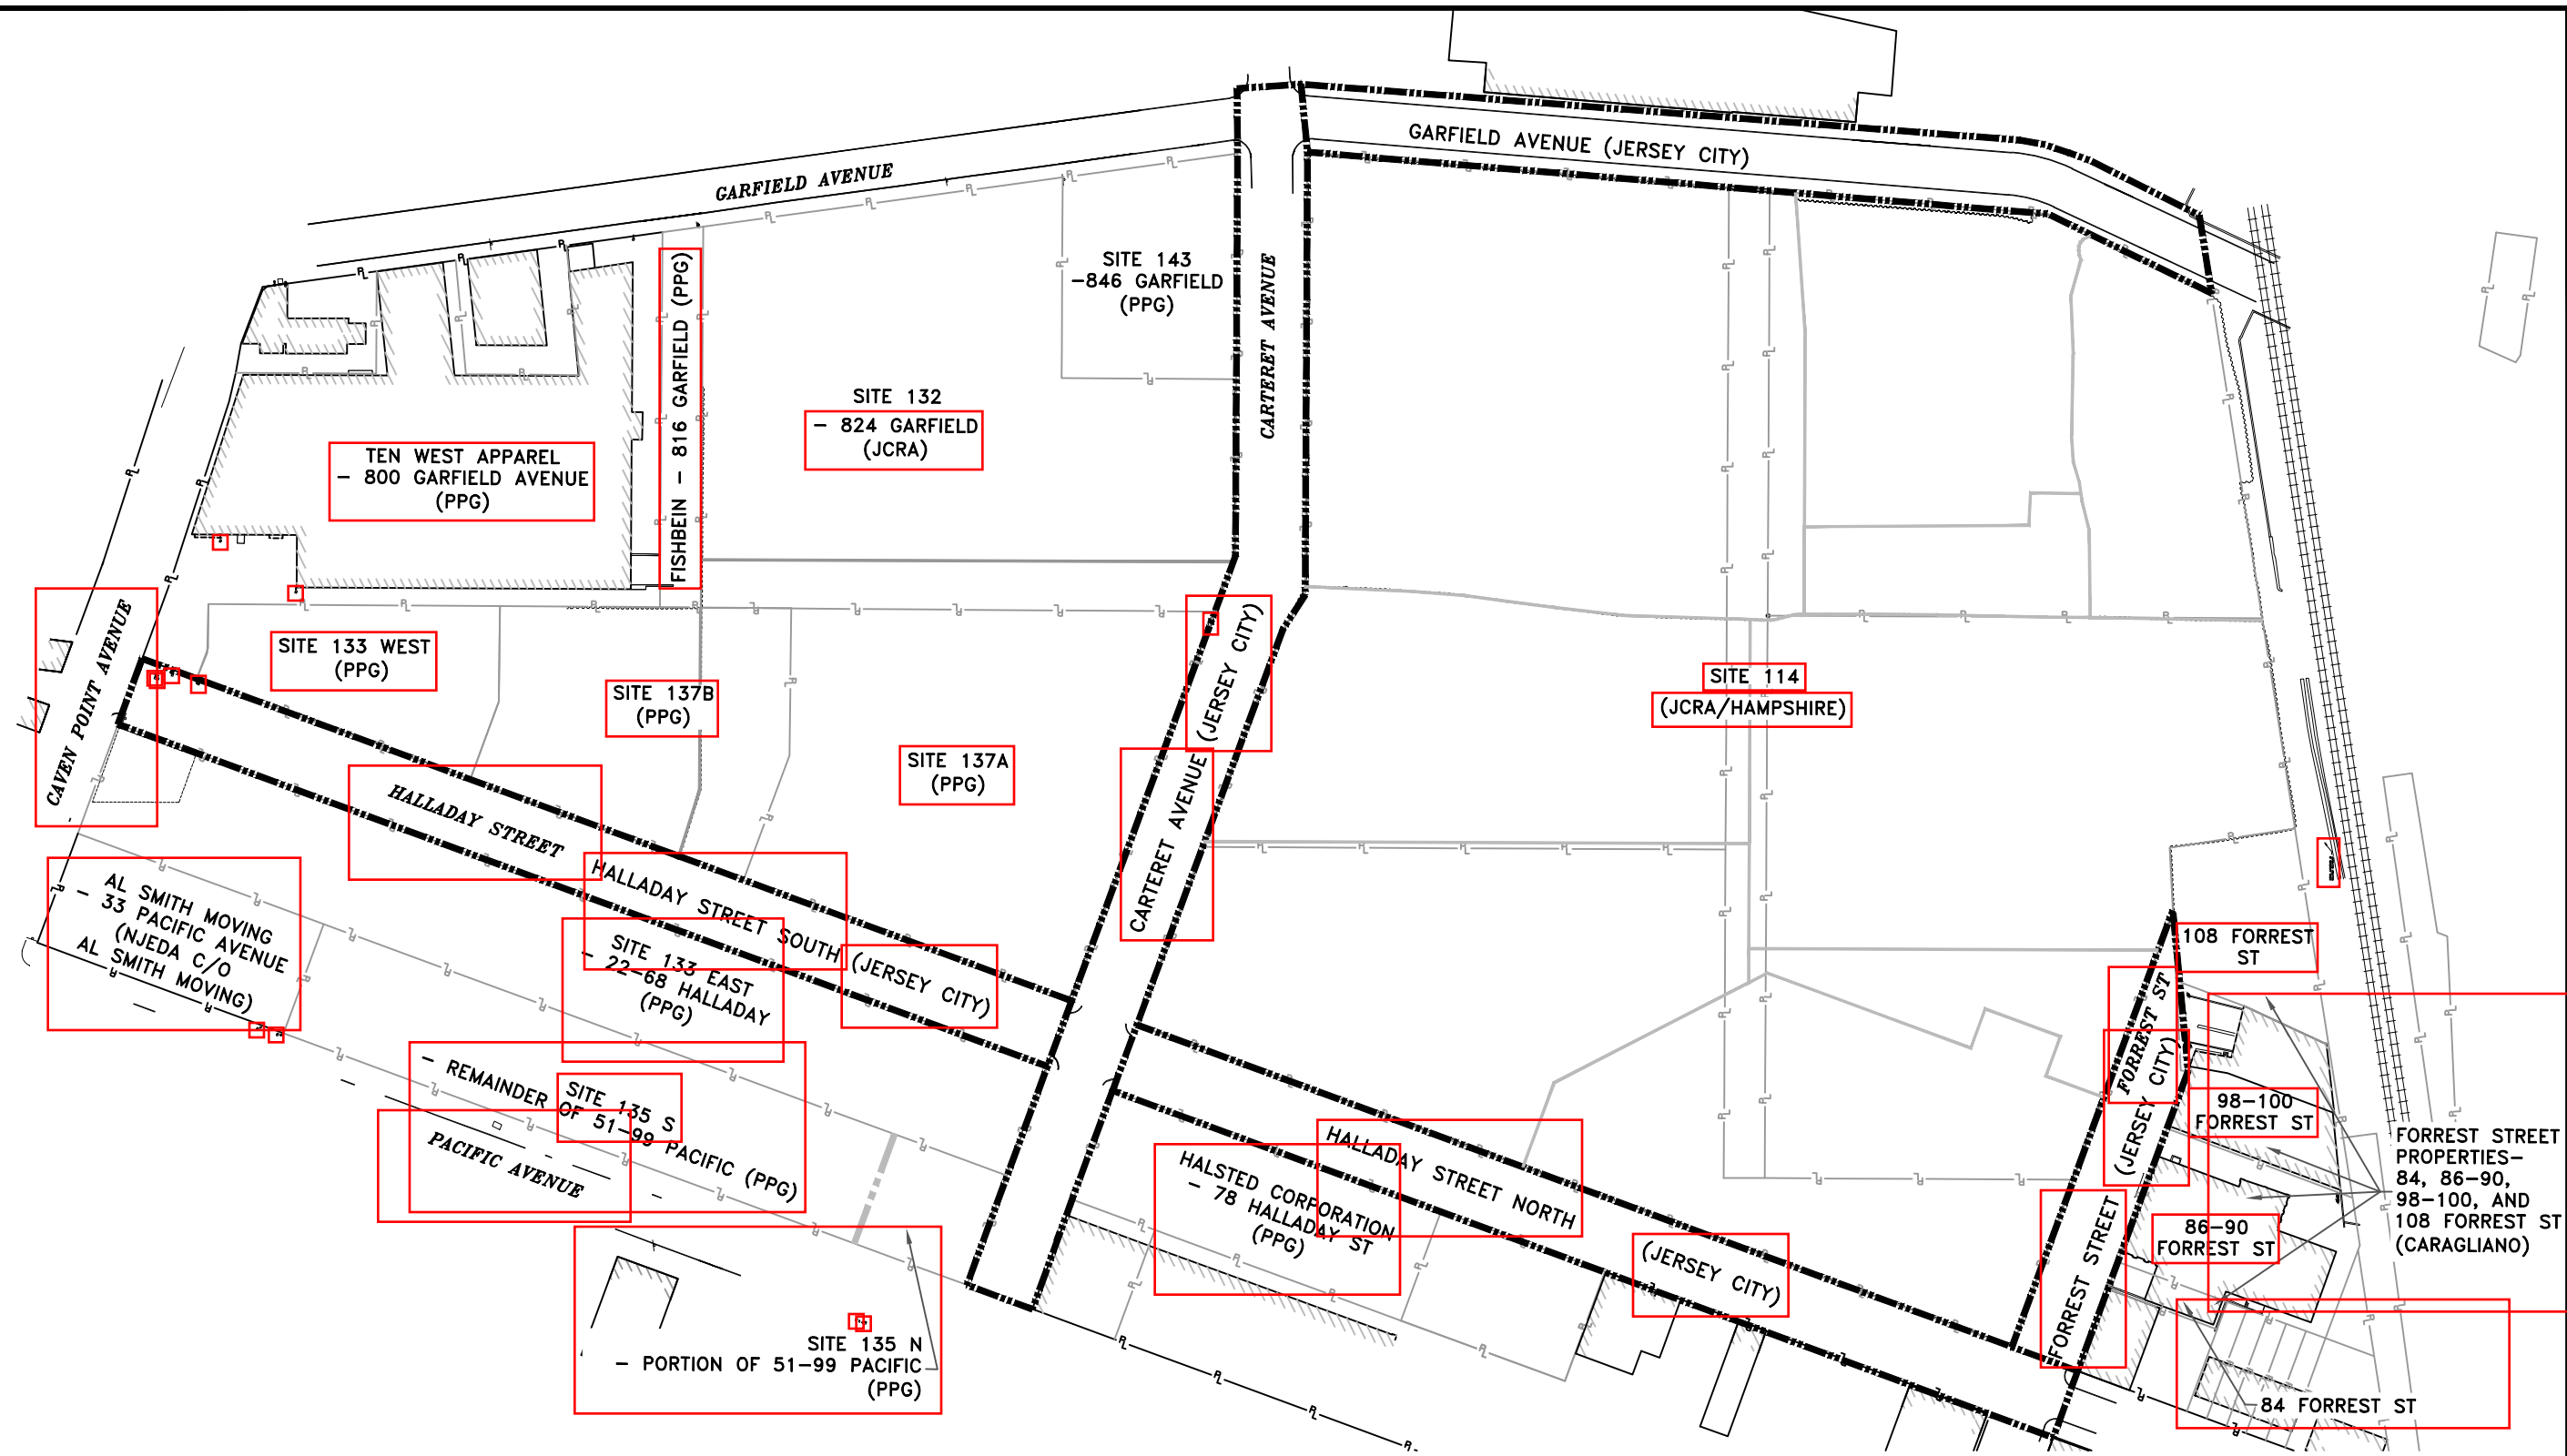 GARFIELD AVENUE (JERSEY CITY)
GARFIELD AVENUE
SITE 143
-846 GARFIELD
(PPG)
CARTERET AVENUE
FISHBEIN - 816 GARFIELD (PPG)
SITE 132
- 824 GARFIELD
(JCRA)
TEN WEST APPAREL
- 800 GARFIELD AVENUE
(PPG)
CAVEN POINT AVENUE
SITE 133 WEST
(PPG)
SITE 137B
(PPG)
SITE 137A
(PPG)
CARTERET AVENUE (JERSEY CITY)
SITE 114
(JCRA/HAMPSHIRE)
HALLADAY STREET
HALLADAY STREET SOUTH (JERSEY CITY)
AL SMITH MOVING
- 33 PACIFIC AVENUE
(NJEDA C/O
AL SMITH MOVING)
SITE 133 EAST
- 22-68 HALLADAY
(PPG)
SITE 135 S
- REMAINDER OF 51-99 PACIFIC (PPG)
PACIFIC AVENUE
SITE 135 N
- PORTION OF 51-99 PACIFIC
(PPG)
HALSTED CORPORATION
- 78 HALLADAY ST
(PPG)
HALLADAY STREET NORTH
(JERSEY CITY)
FORREST ST
FORREST STREET (JERSEY CITY)
108 FORREST
ST
98-100
FORREST ST
86-90
FORREST ST
FORREST STREET
PROPERTIES-
84, 86-90,
98-100, AND
108 FORREST ST
(CARAGLIANO)
84 FORREST ST